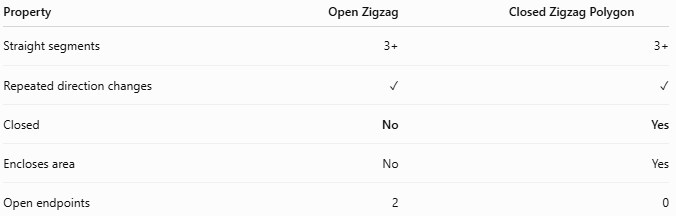 Property Open Zigzag Closed Zigzag Polygon
Straight segments 3+ 3+
Repeated direction changes ✓ ✓
Closed No Yes
Encloses area No Yes
Open endpoints 2 0